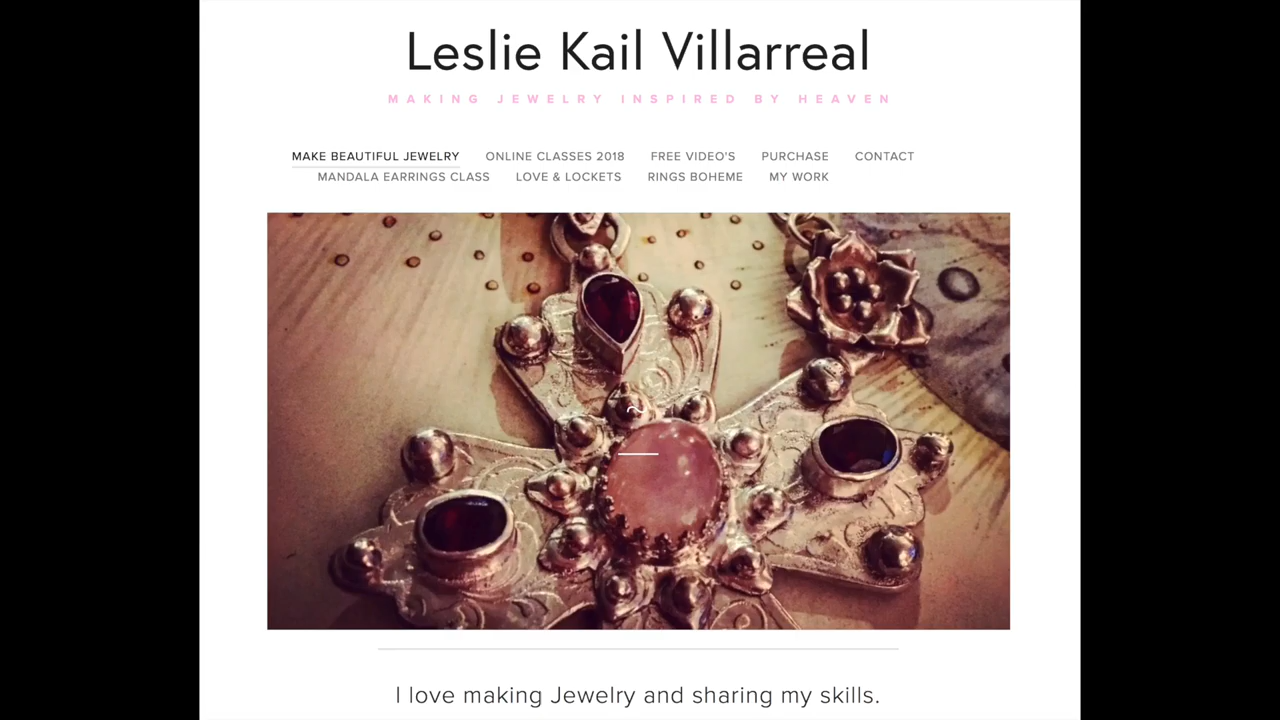 Leslie Kail Villarreal
MAKING JEWELRY INSPIRED BY HEAVEN
MAKE BEAUTIFUL JEWELRY ONLINE CLASSES 2018 FREE VIDEO'S PURCHASE CONTACT
MANDALA EARRINGS CLASS LOVE & LOCKETS RINGS BOHEME MY WORK
~
I love making Jewelry and sharing my skills.